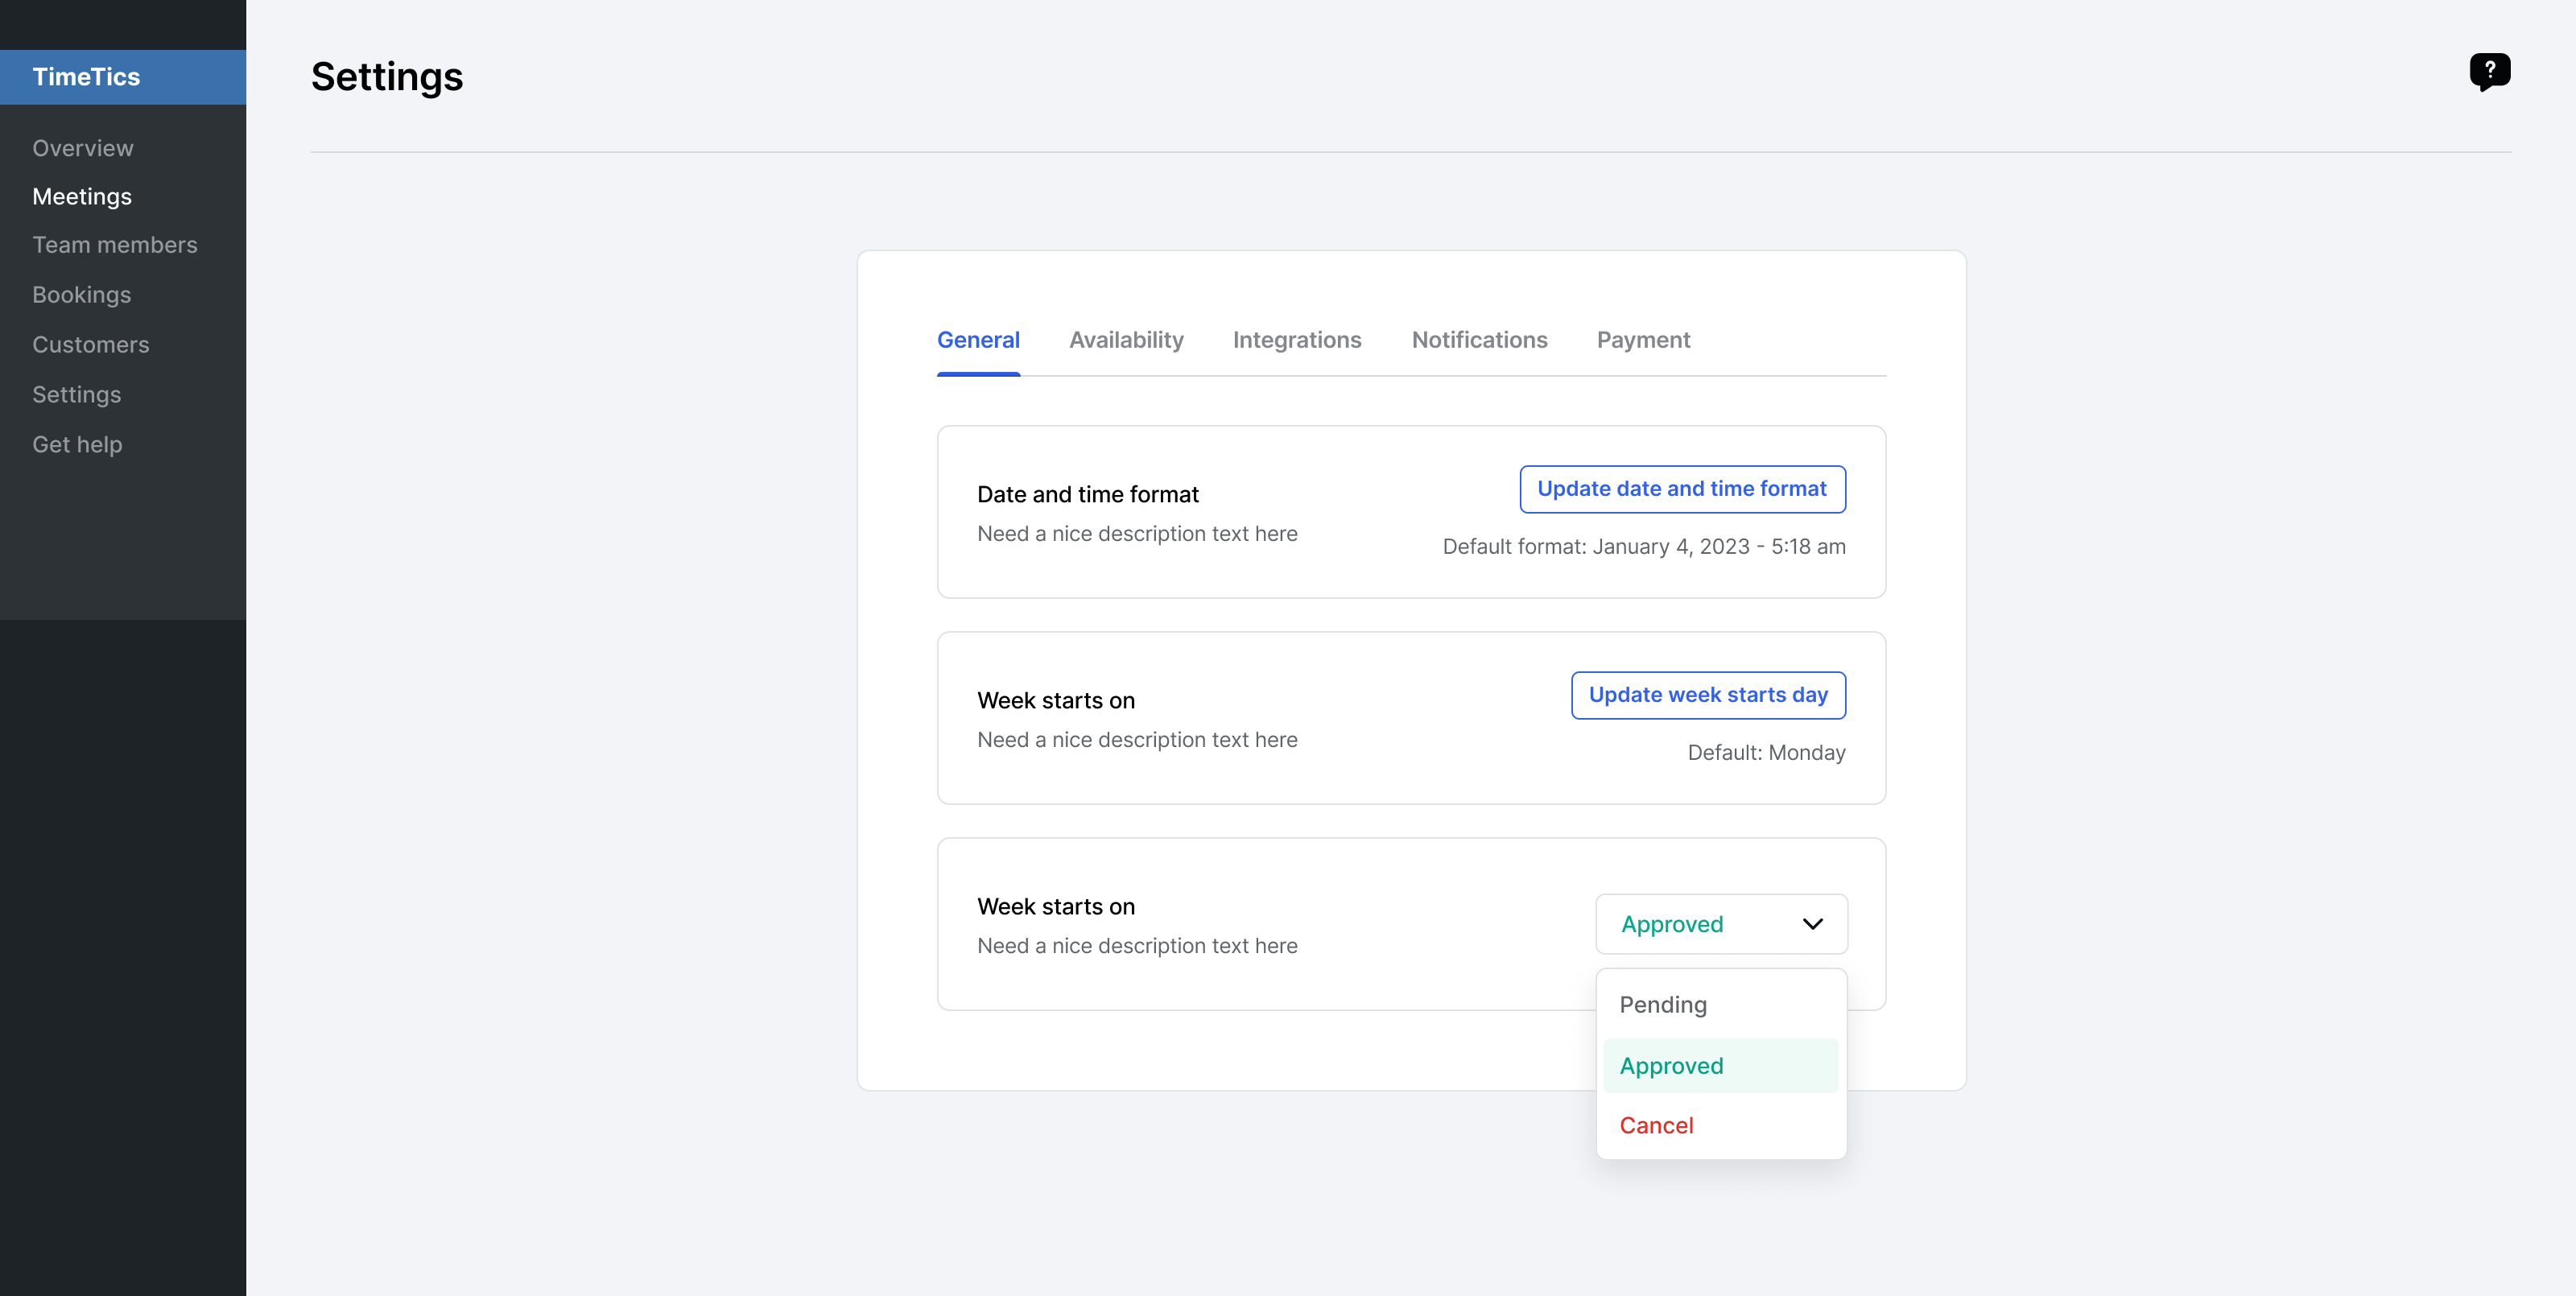 TimeTics
Overview
Meetings
Team members
Bookings
Customers
Settings
Get help
Settings
?
General Availability Integrations Notifications Payment
Date and time format
Need a nice description text here
Update date and time format
Default format: January 4, 2023 - 5:18 am
Week starts on
Need a nice description text here
Update week starts day
Default: Monday
Week starts on
Need a nice description text here
Approved
Pending
Approved
Cancel